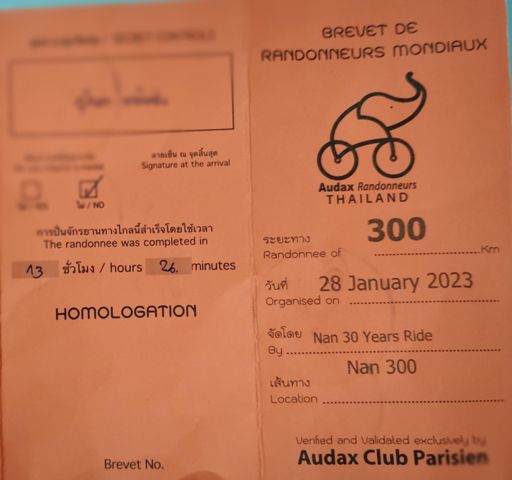 SECRET CONTROLS
ลายเซ็น ณ จุดสิ้นสุด
Signature at the arrival
ไม่ / NO
การปั่นจักรยานทางไกลนี้สำเร็จโดยใช้เวลา
The randonnee was completed in
13 ชั่วโมง / hours 26. minutes
HOMOLOGATION
Brevet No.
BREVET DE
RANDONNEURS MONDIAUX
Audax Randonneurs
THAILAND
ระยะทาง 300
Randonnee of Km
วันที่ 28 January 2023
Organised on
จัดโดย Nan 30 Years Ride
By
Nan 300
เส้นทาง
Location
Verified and Validated exclusively by
Audax Club Parisien